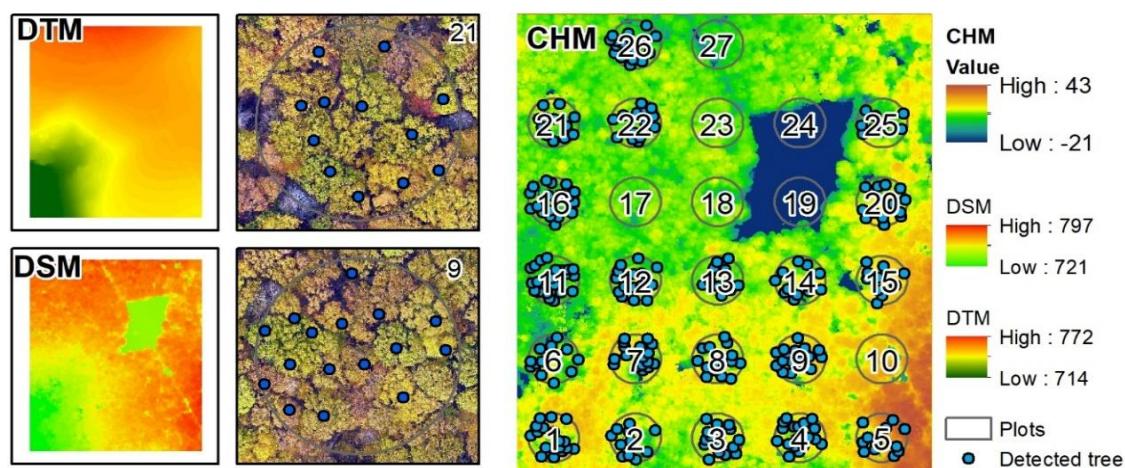 DTM
21
DSM
9
CHM
26 27
21 22 23 24 25
16 17 18 19 20
11 12 13 14 15
6 7 8 9 10
1 2 3 4 5
CHM
Value
High : 43
Low : -21
DSM
High : 797
Low : 721
DTM
High : 772
Low : 714
Plots
Detected tree